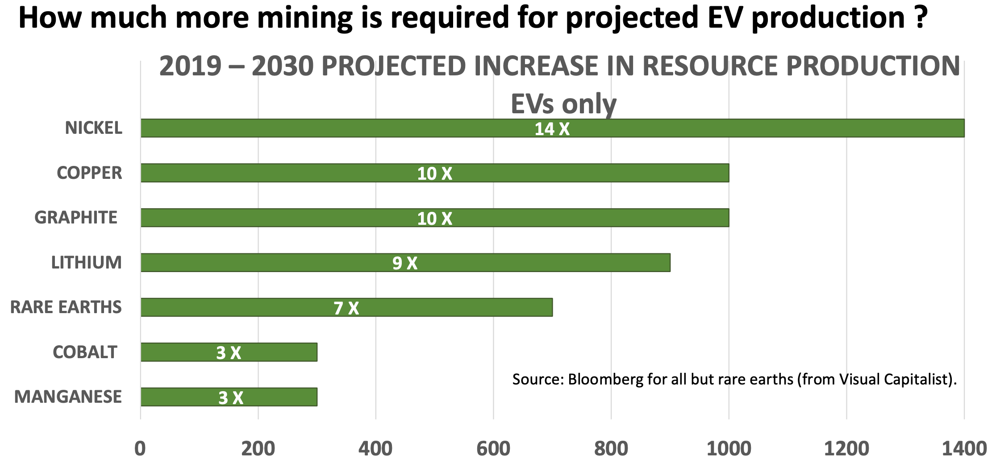 How much more mining is required for projected EV production ?
2019 – 2030 PROJECTED INCREASE IN RESOURCE PRODUCTION
EVs only
NICKEL
14 X
COPPER
10 X
GRAPHITE
10 X
LITHIUM
9 X
RARE EARTHS
7 X
COBALT
3 X
Source: Bloomberg for all but rare earths (from Visual Capitalist).
MANGANESE
3 X
0 200 400 600 800 1000 1200 1400